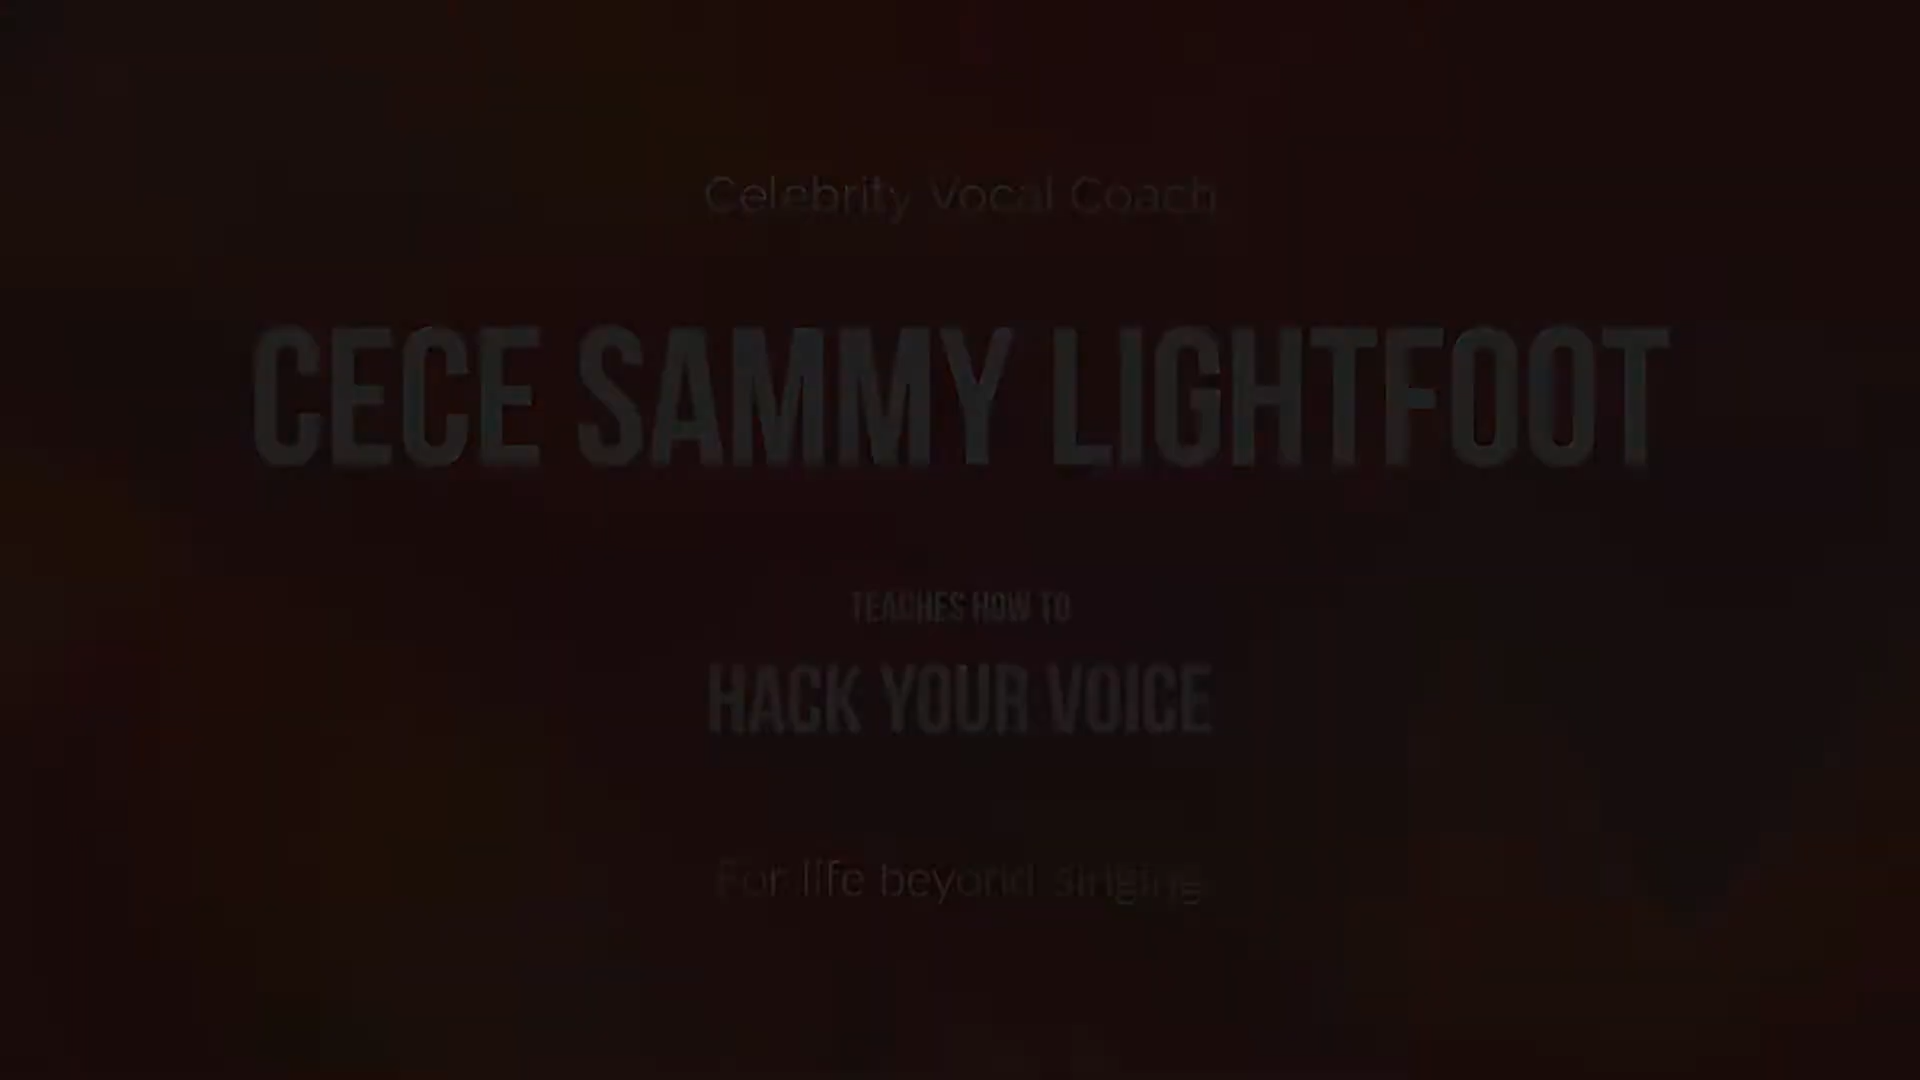 Celebrity Vocal Coach
CECE SAMMY LIGHTFOOT
TEACHES HOW TO
HACK YOUR VOICE
For life beyond singing